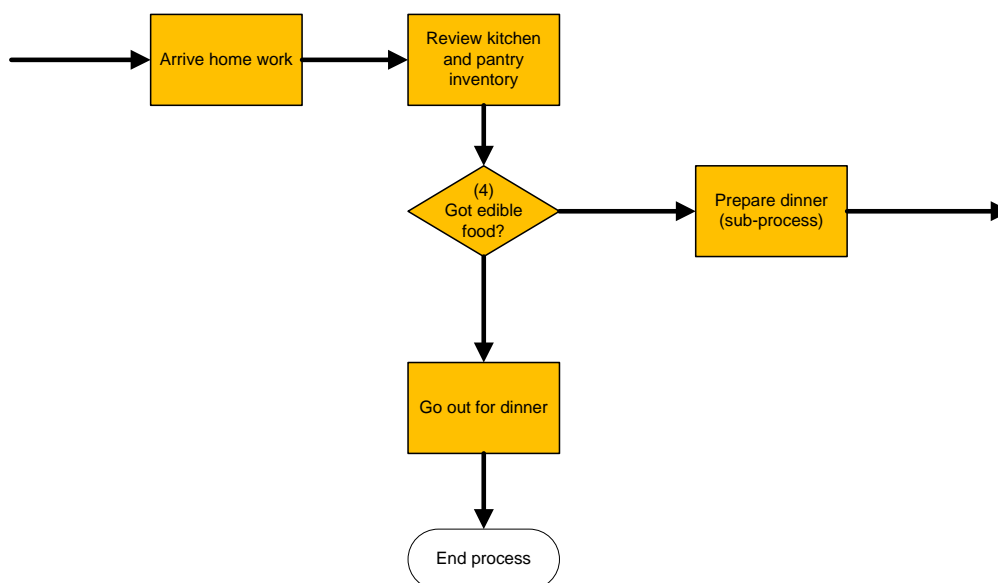 Arrive home work
Review kitchen
and pantry
inventory
(4)
Got edible
food?
Prepare dinner
(sub-process)
Go out for dinner
End process